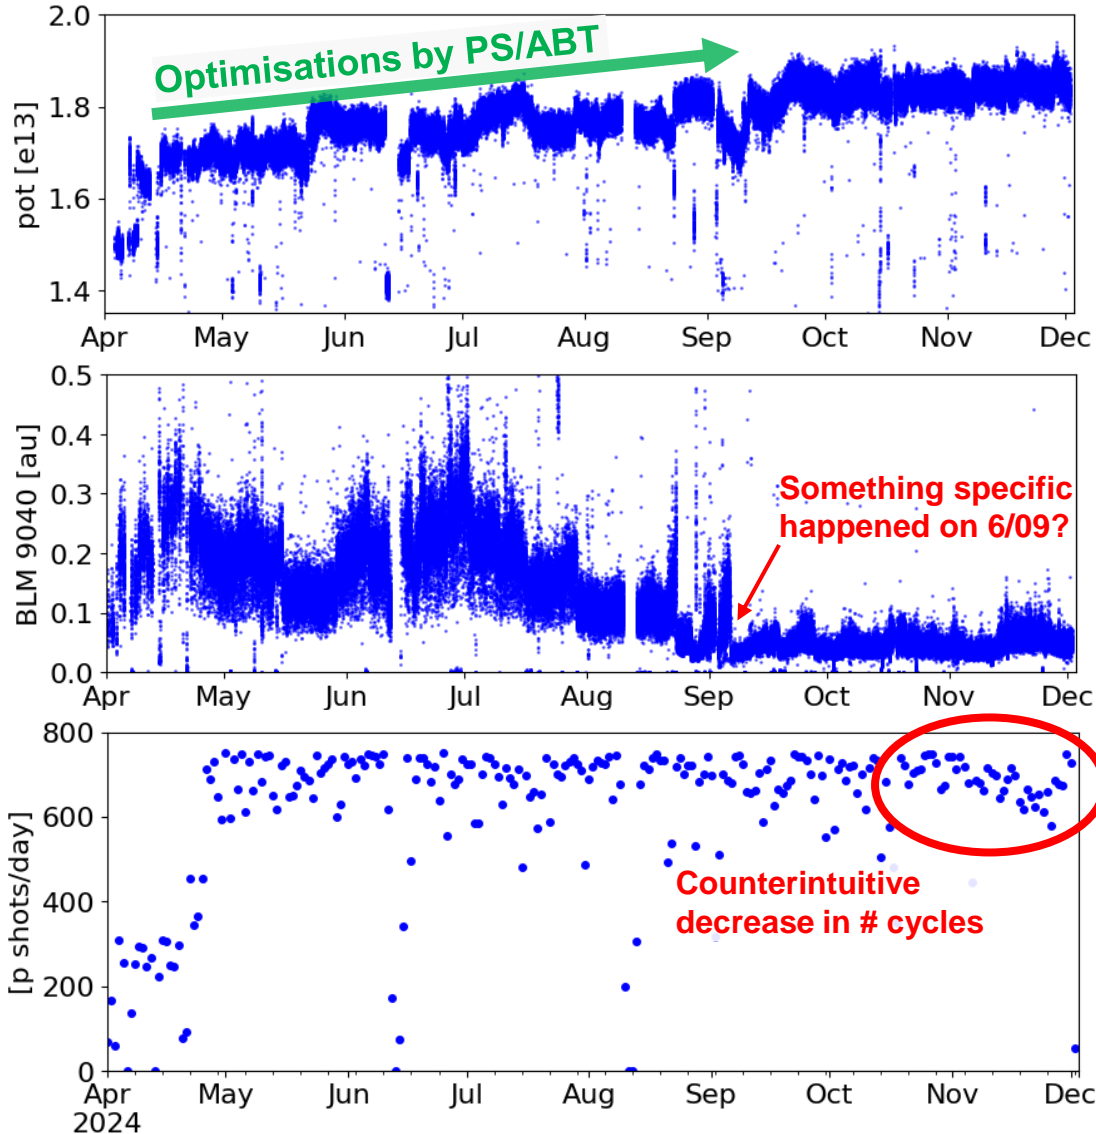 2.0
Optimisations by PS/ABT
1.8
1.6
1.4
pot [e13]
Apr May Jun Jul Aug Sep Oct Nov Dec
0.5
0.4
0.3
0.2
0.1
0.0
BLM 9040 [au]
Something specific
happened on 6/09?
Apr May Jun Jul Aug Sep Oct Nov Dec
800
600
400
200
0
[p shots/day]
Counterintuitive
decrease in # cycles
Apr May Jun Jul Aug Sep Oct Nov Dec
2024